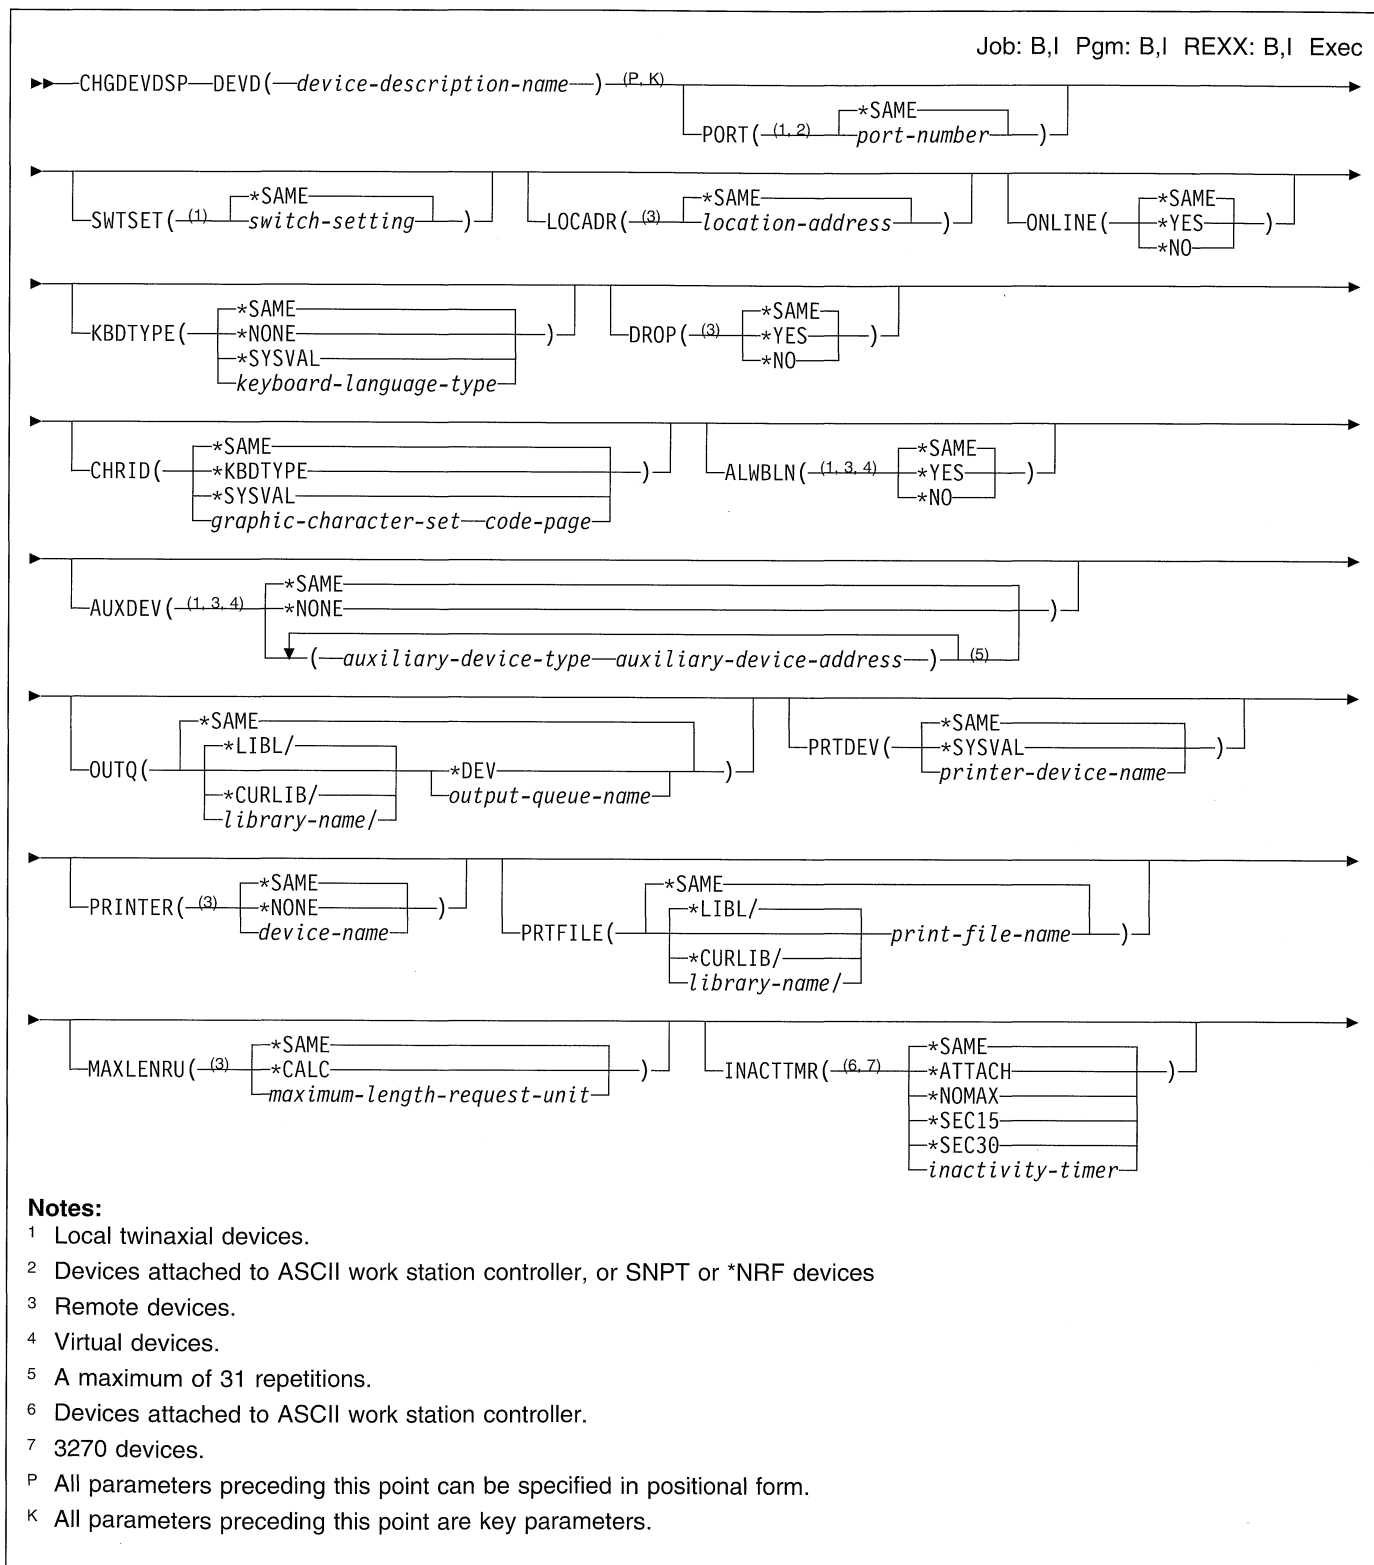 Job: B,I Pgm: B,I REXX: B,I Exec
CHGDEVDSP DEVD( device-description-name ) (P, K)
*SAME
PORT( (1, 2) port-number )
*SAME
SWTSET( (1) switch-setting )
*SAME
LOCADR( (3) location-address )
*SAME
ONLINE( *YES )
*NO
*SAME
KBDTYPE( *NONE )
*SYSVAL
keyboard-language-type
*SAME
DROP( (3) *YES )
*NO
*SAME
CHRID( *KBDTYPE )
*SYSVAL
graphic-character-set code-page
*SAME
ALWBLN( (1, 3, 4) *YES )
*NO
*SAME
AUXDEV( (1, 3, 4) *NONE )
( auxiliary-device-type auxiliary-device-address ) (5)
*SAME
*LIBL/
OUTQ( *DEV )
*CURLIB/ output-queue-name
library-name/
*SAME
PRTDEV( *SYSVAL )
printer-device-name
*SAME
PRINTER( (3) *NONE )
device-name
*SAME
*LIBL/
PRTFILE( print-file-name )
*CURLIB/
library-name/
*SAME
MAXLENRU( (3) *CALC )
maximum-length-request-unit
*SAME
INACTTMR( (6, 7) *ATTACH )
*NOMAX
*SEC15
*SEC30
inactivity-timer
Notes:
1 Local twinaxial devices.
2 Devices attached to ASCII work station controller, or SNPT or *NRF devices
3 Remote devices.
4 Virtual devices.
5 A maximum of 31 repetitions.
6 Devices attached to ASCII work station controller.
7 3270 devices.
P All parameters preceding this point can be specified in positional form.
K All parameters preceding this point are key parameters.